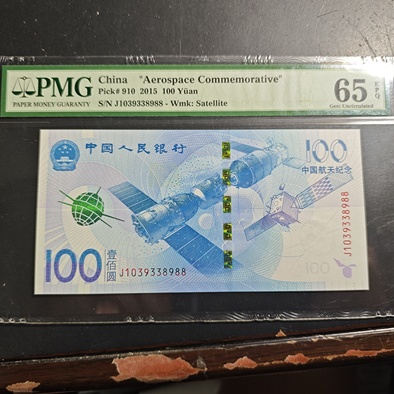 PMG
PAPER MONEY GUARANTY
China "Aerospace Commemorative"
Pick# 910 2015 100 Yüan
S/N J1039338988 - Wmk: Satellite
65 EPQ
Gem Uncirculated
中国人民银行
100
中国航天纪念
J1039338988
100 壹佰圆
J1039338988
100